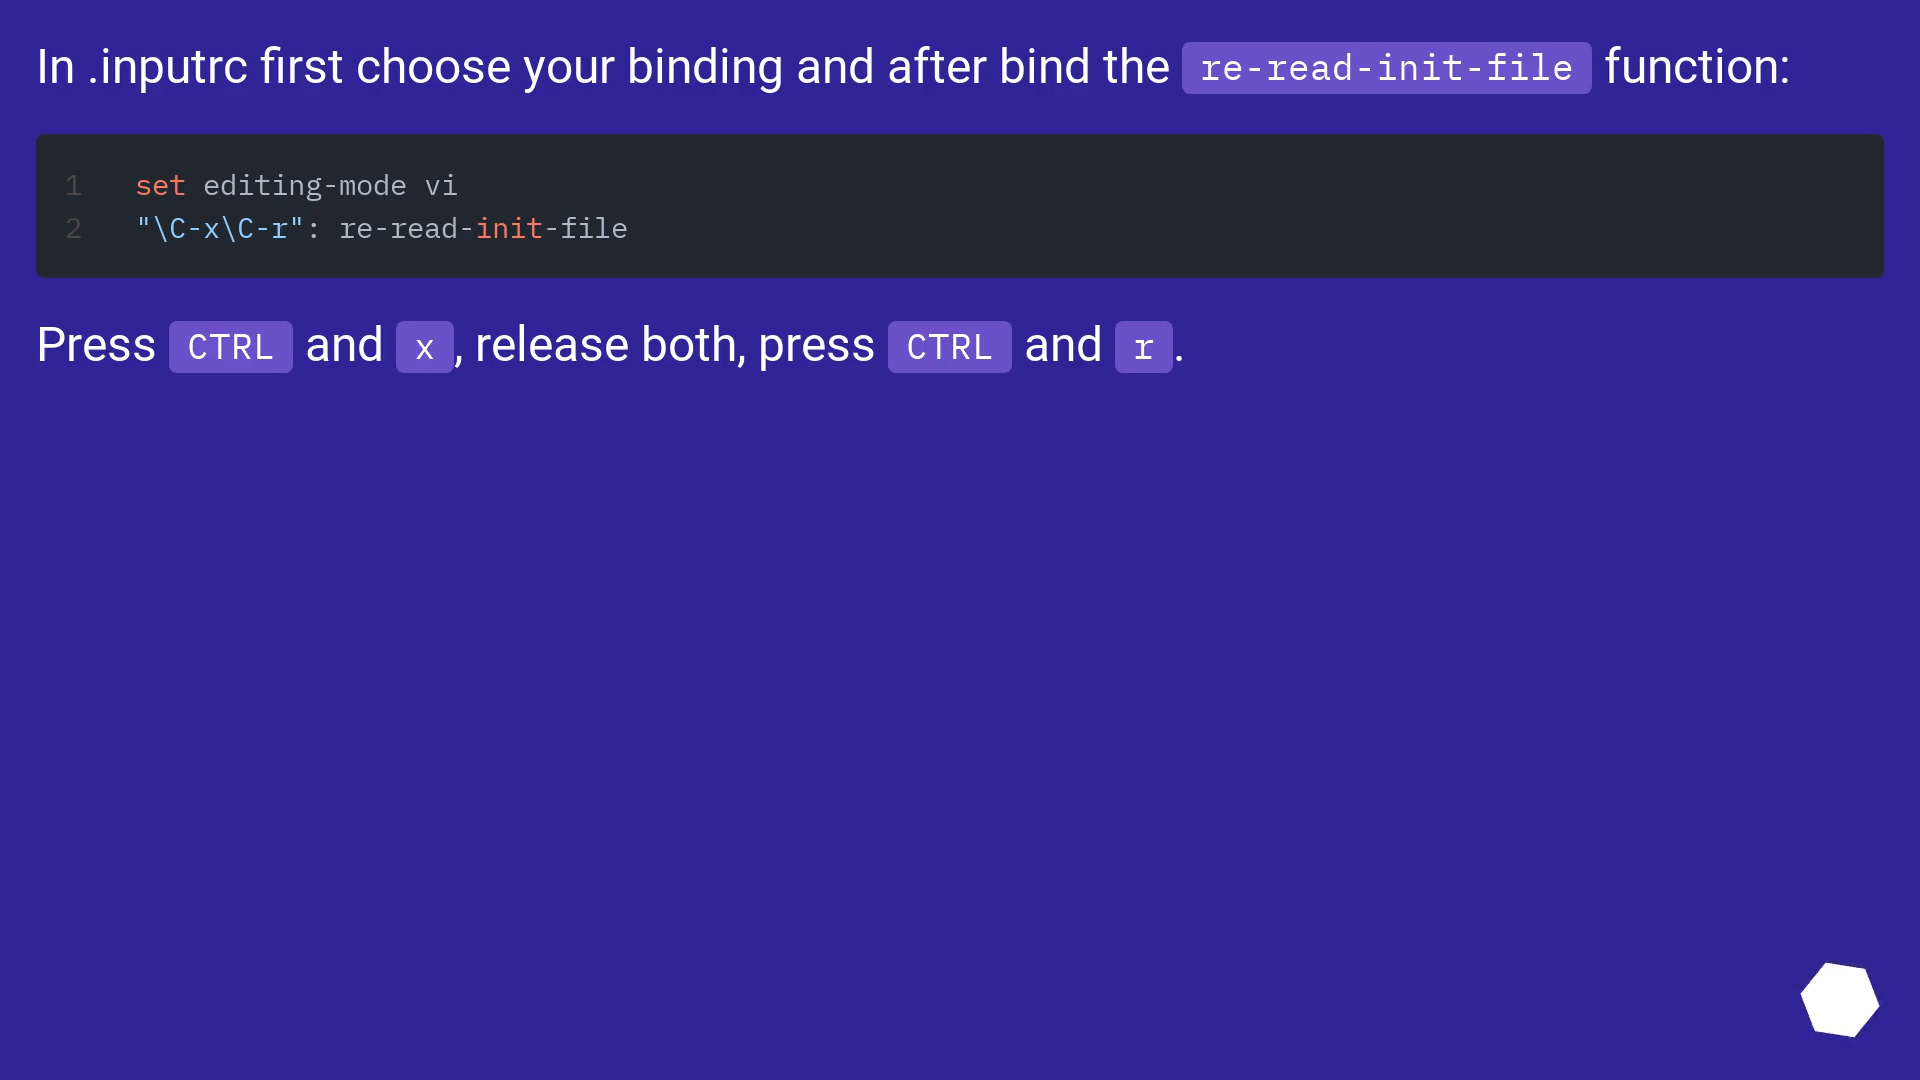 In .inputrc first choose your binding and after bind the re-read-init-file function:
1 set editing-mode vi
2 "\C-x\C-r": re-read-init-file
Press CTRL and x, release both, press CTRL and r.